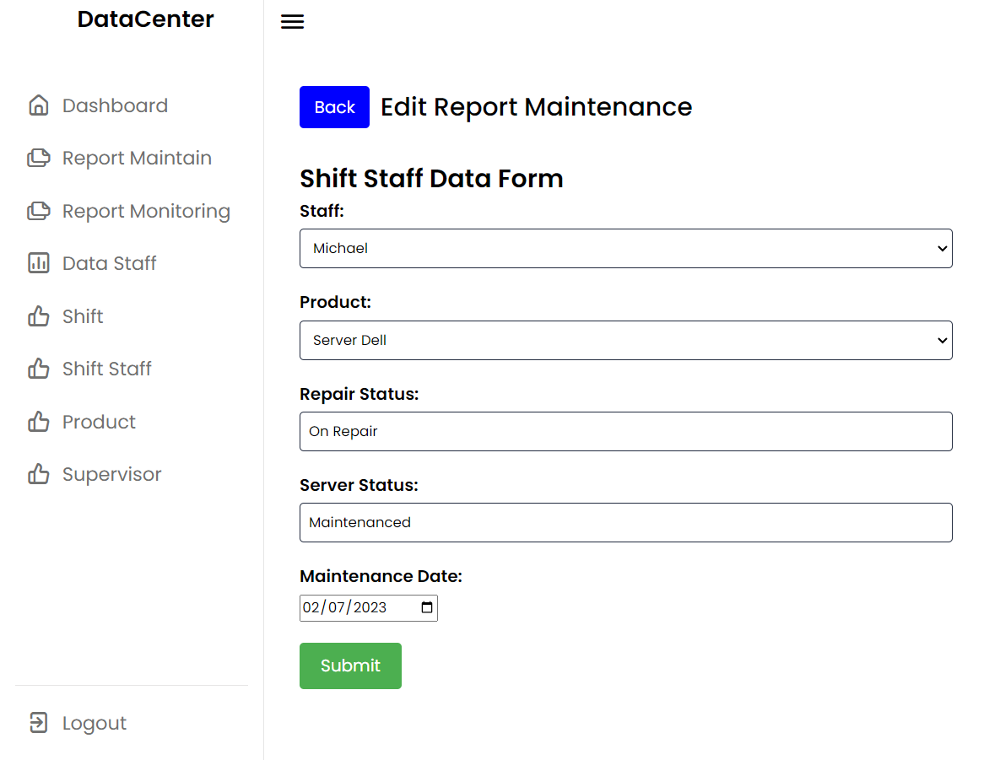 DataCenter
Dashboard
Report Maintain
Report Monitoring
Data Staff
Shift
Shift Staff
Product
Supervisor
Logout
Back
Edit Report Maintenance
Shift Staff Data Form
Staff:
Michael
Product:
Server Dell
Repair Status:
On Repair
Server Status:
Maintenanced
Maintenance Date:
02/07/2023
Submit